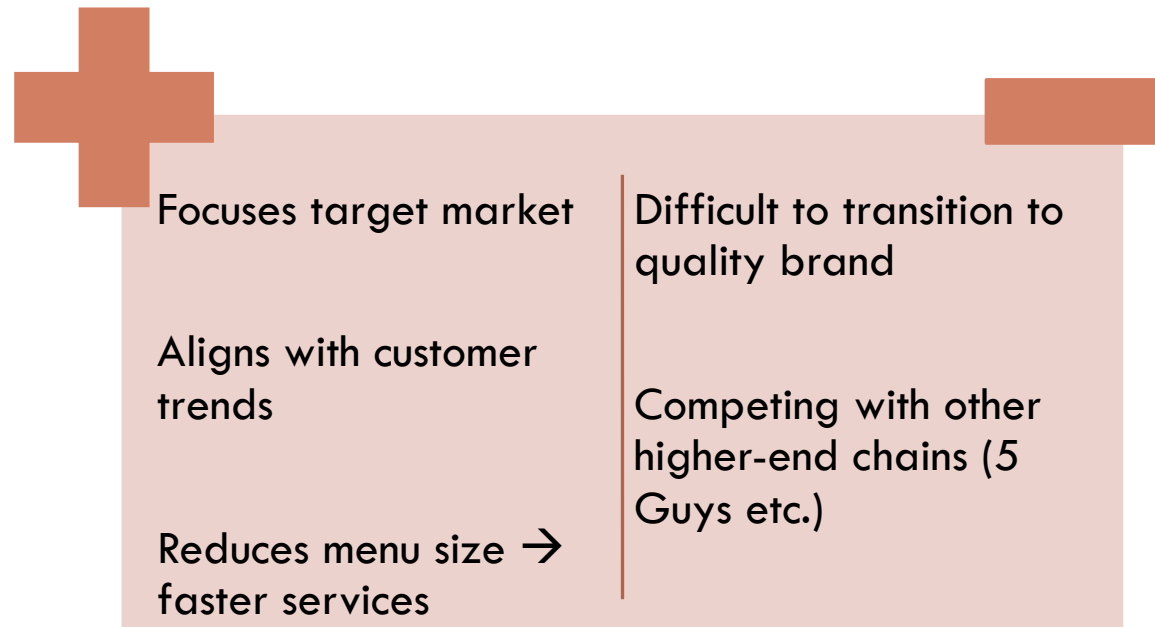 Focuses target market
Aligns with customer
trends
Reduces menu size →
faster services
Difficult to transition to
quality brand
Competing with other
higher-end chains (5
Guys etc.)